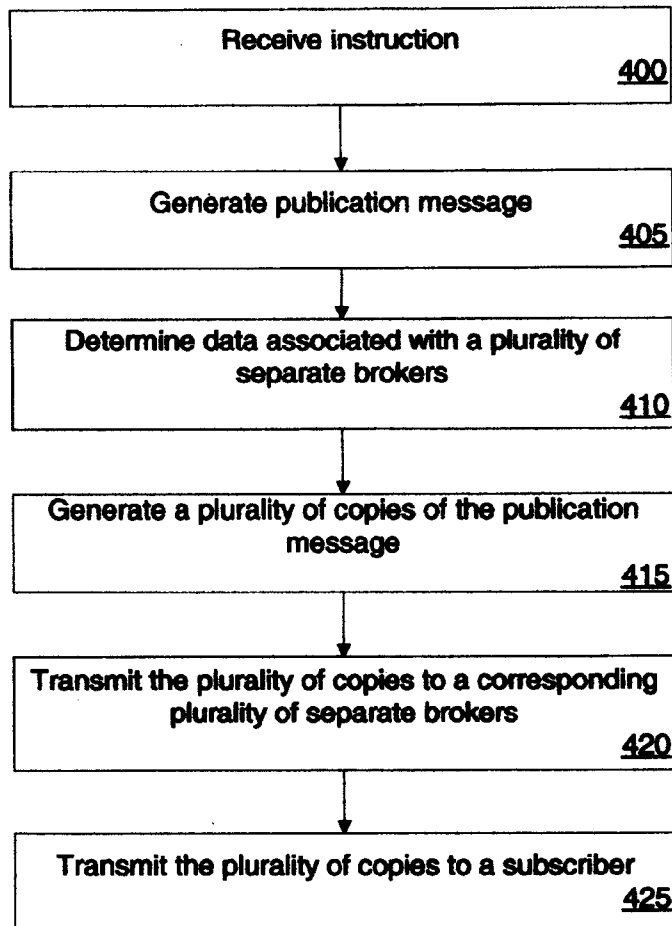 Receive instruction
400
Generate publication message
405
Determine data associated with a plurality of
separate brokers
410
Generate a plurality of copies of the publication
message
415
Transmit the plurality of copies to a corresponding
plurality of separate brokers
420
Transmit the plurality of copies to a subscriber
425